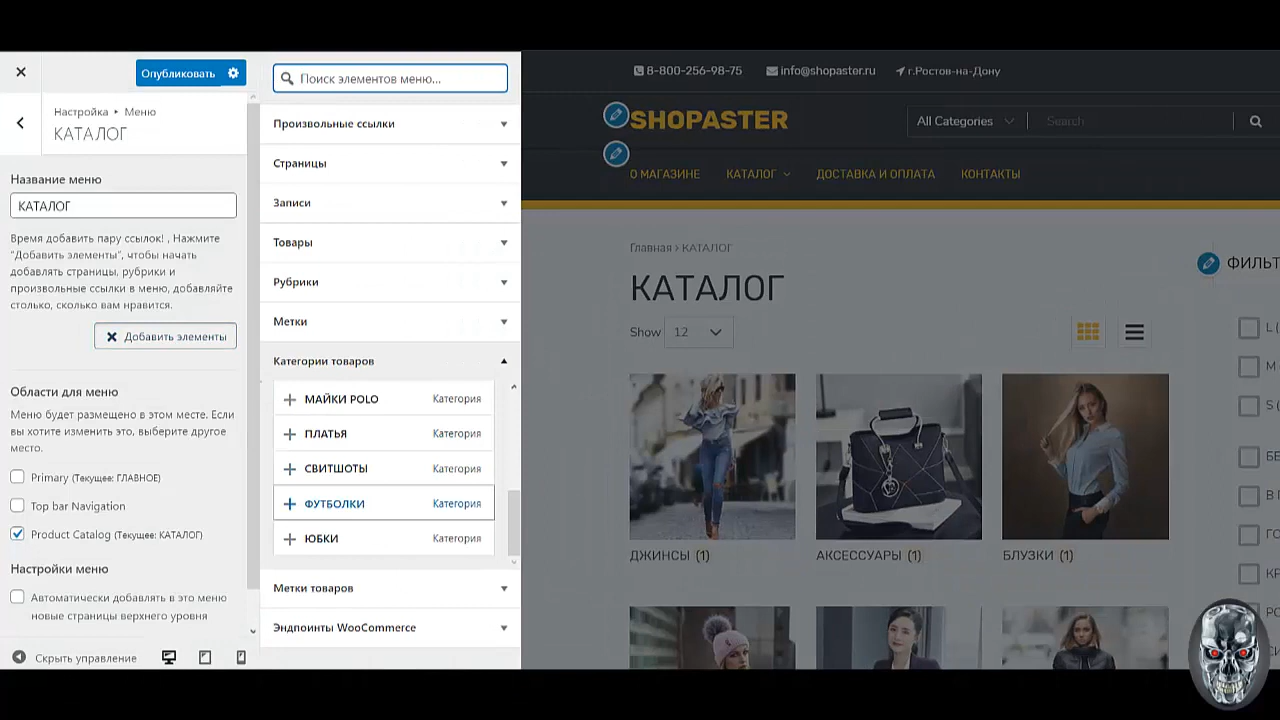 Опубликовать
Настройка ▸ Меню
КАТАЛОГ
Название меню
КАТАЛОГ
Время добавить пару ссылок! , Нажмите
"Добавить элементы", чтобы начать
добавлять страницы, рубрики и
произвольные ссылки в меню, добавляйте
столько, сколько вам нравится.
Добавить элементы
Области для меню
Меню будет размещено в этом месте. Если
вы хотите изменить это, выберите другое
место.
Primary (Текущее: ГЛАВНОЕ)
Top bar Navigation
Product Catalog (Текущее: КАТАЛОГ)
Настройки меню
Автоматически добавлять в это меню
новые страницы верхнего уровня
Скрыть управление
Поиск элементов меню...
Произвольные ссылки
Страницы
Записи
Товары
Рубрики
Метки
Категории товаров
МАЙКИ POLO Категория
ПЛАТЬЯ Категория
СВИТШОТЫ Категория
ФУТБОЛКИ Категория
ЮБКИ Категория
Метки товаров
Эндпоинты WooCommerce
8-800-256-98-75 info@shopaster.ru г.Ростов-на-Дону
SHOPASTER
All Categories Search
О МАГАЗИНЕ КАТАЛОГ ДОСТАВКА И ОПЛАТА КОНТАКТЫ
Главная › КАТАЛОГ
КАТАЛОГ
Show 12
ДЖИНСЫ (1) АКСЕССУАРЫ (1) БЛУЗКИ (1)
ФИЛЬТ
L (
M (
S (
БЕ
В П
ГО
КР
РО